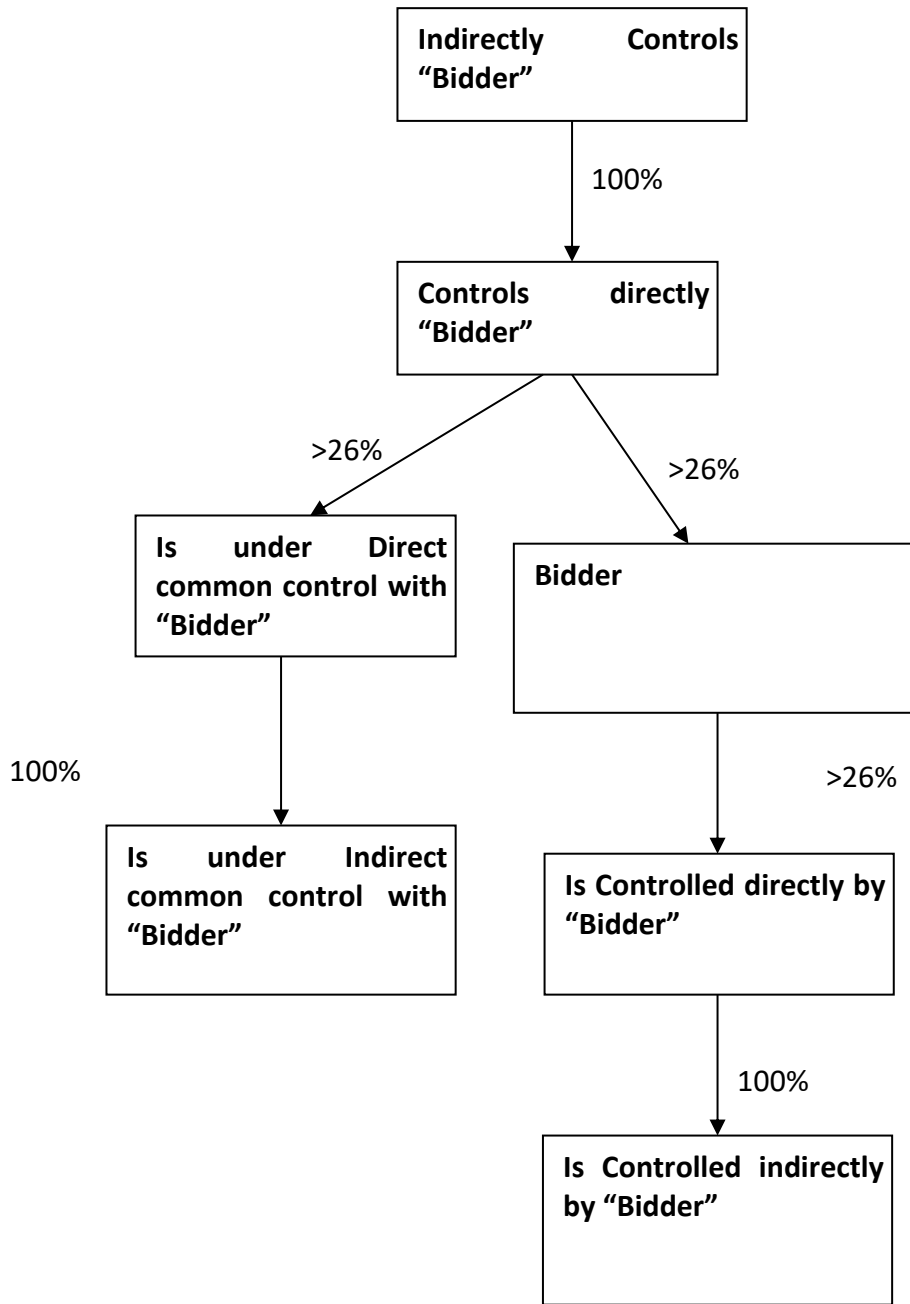 Indirectly Controls
“Bidder”
100%
Controls directly
“Bidder”
>26%
>26%
Is under Direct
common control with
“Bidder”
Bidder
100%
>26%
Is under Indirect
common control with
“Bidder”
Is Controlled directly by
“Bidder”
100%
Is Controlled indirectly
by “Bidder”